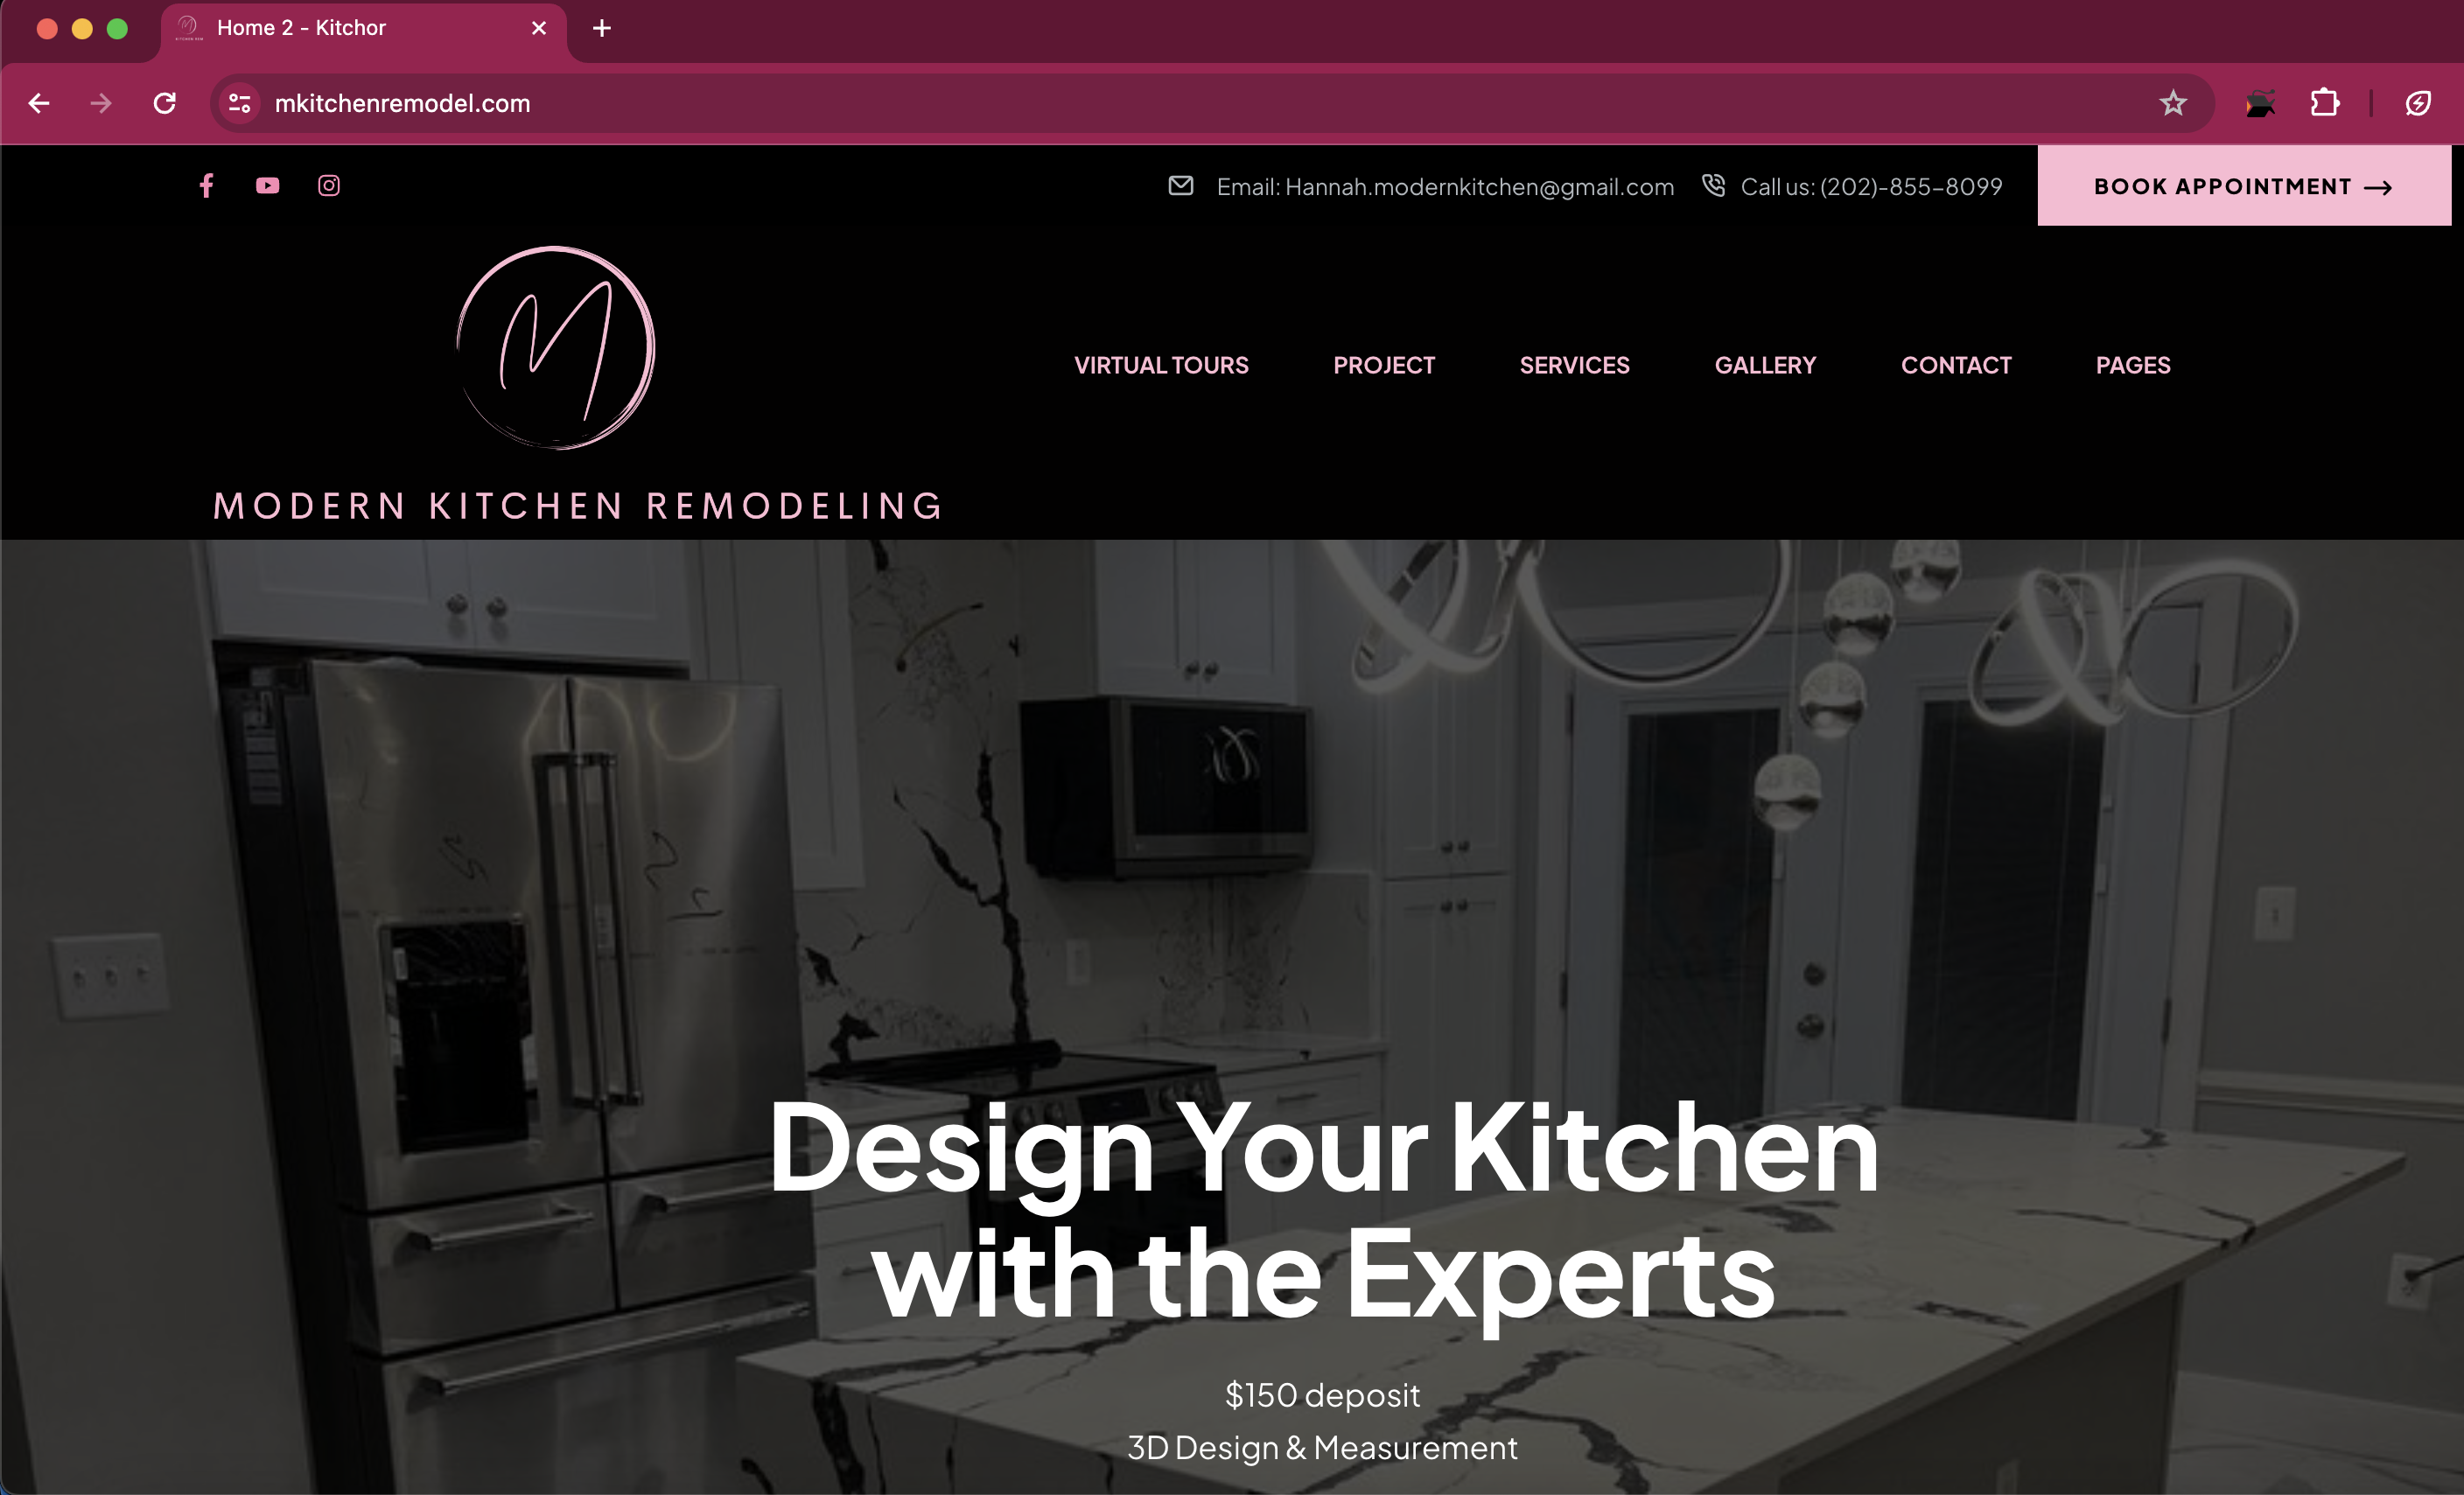 Home 2 - Kitchor
mkitchenremodel.com
Email: Hannah.modernkitchen@gmail.com
Call us: (202)-855-8099
BOOK APPOINTMENT →
M
MODERN KITCHEN REMODELING
VIRTUAL TOURS PROJECT SERVICES GALLERY CONTACT PAGES
Design Your Kitchen
with the Experts
$150 deposit
3D Design & Measurement